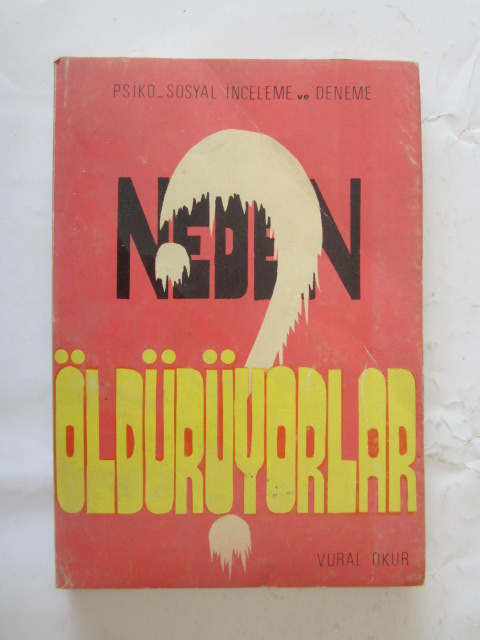 PSİKO_SOSYAL İNCELEME ve DENEME
NEDEN
?
ÖLDÜRÜYORLAR
VURAL OKUR